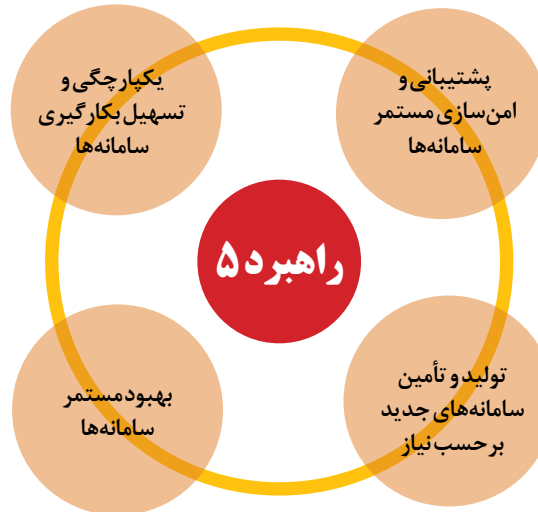 پشتیبانی و
امن‌سازی مستمر
سامانه‌ها
یکپارچگی و
تسهیل بکارگیری
سامانه‌ها
راهبرد ۵
تولید و تأمین
سامانه‌های جدید
برحسب نیاز
بهبود مستمر
سامانه‌ها